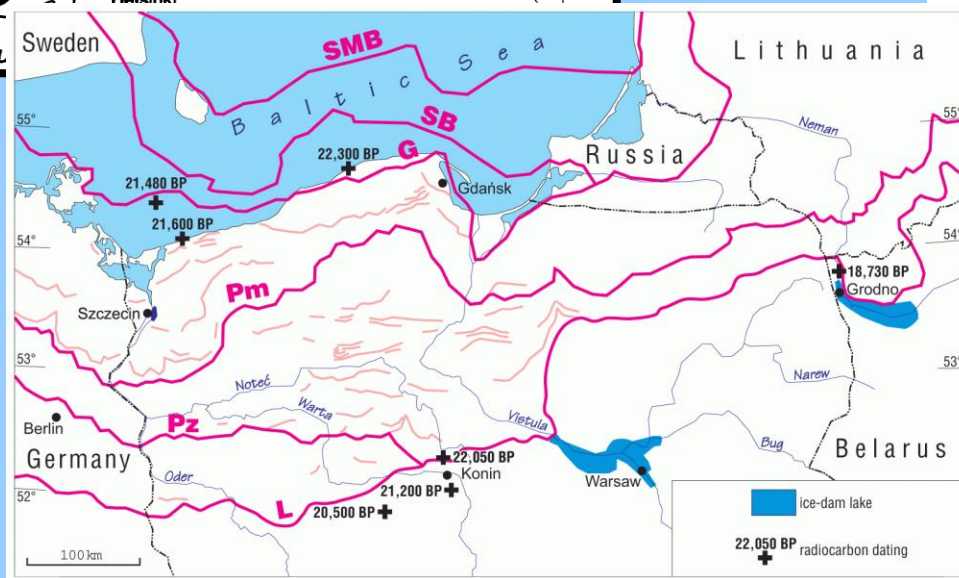 Sweden
SMB
Baltic Sea
Lithuania
55°
SB
G
22,300 BP
21,480 BP
Russia
Neman
55°
Gdańsk
21,600 BP
54°
54°
Pm
18,730 BP
Grodno
Szczecin
53°
53°
Noteć
Narew
Warta
Berlin
Pz
Vistula
Bug
Germany
22,050 BP
Konin
Warsaw
Belarus
Oder
52°
21,200 BP
L
20,500 BP
ice-dam lake
100km
22,050 BP radiocarbon dating